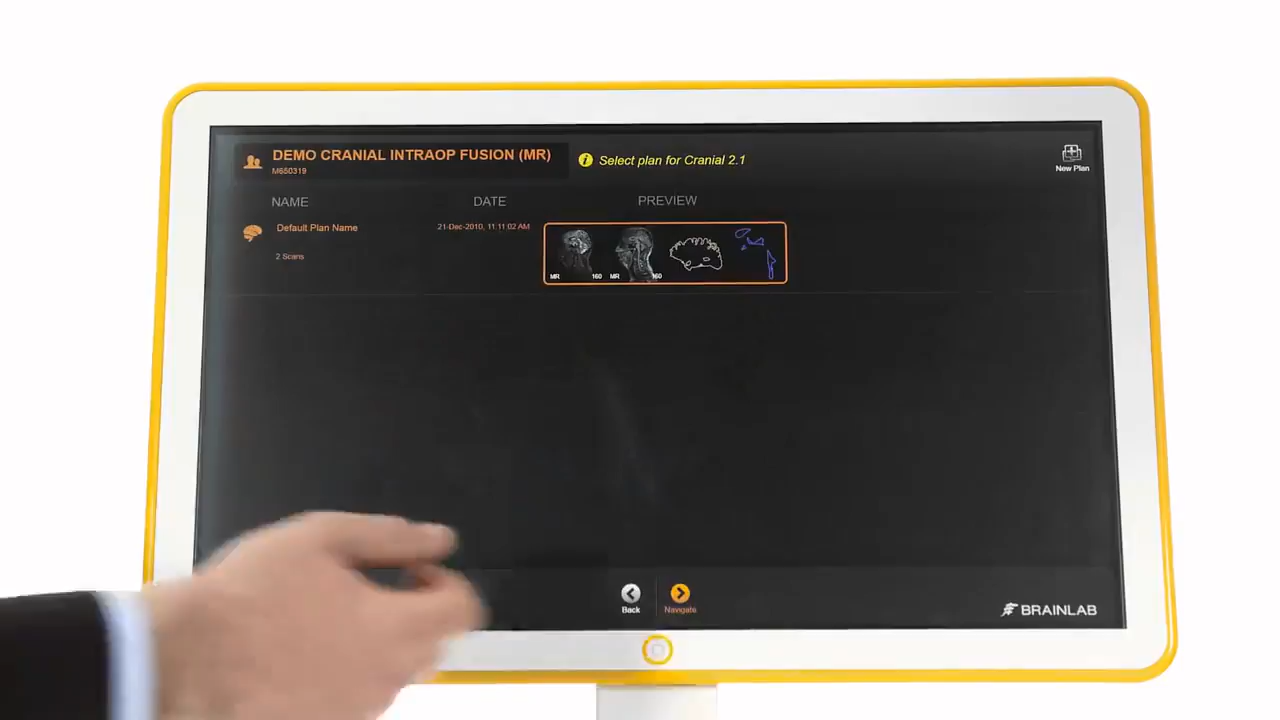 DEMO CRANIAL INTRAOP FUSION (MR)
M650319
Select plan for Cranial 2.1
New Plan
NAME DATE PREVIEW
Default Plan Name 21-Dec-2010, 11:11:02 AM
2 Scans
MR 160 MR 160
Back Navigate
BRAINLAB